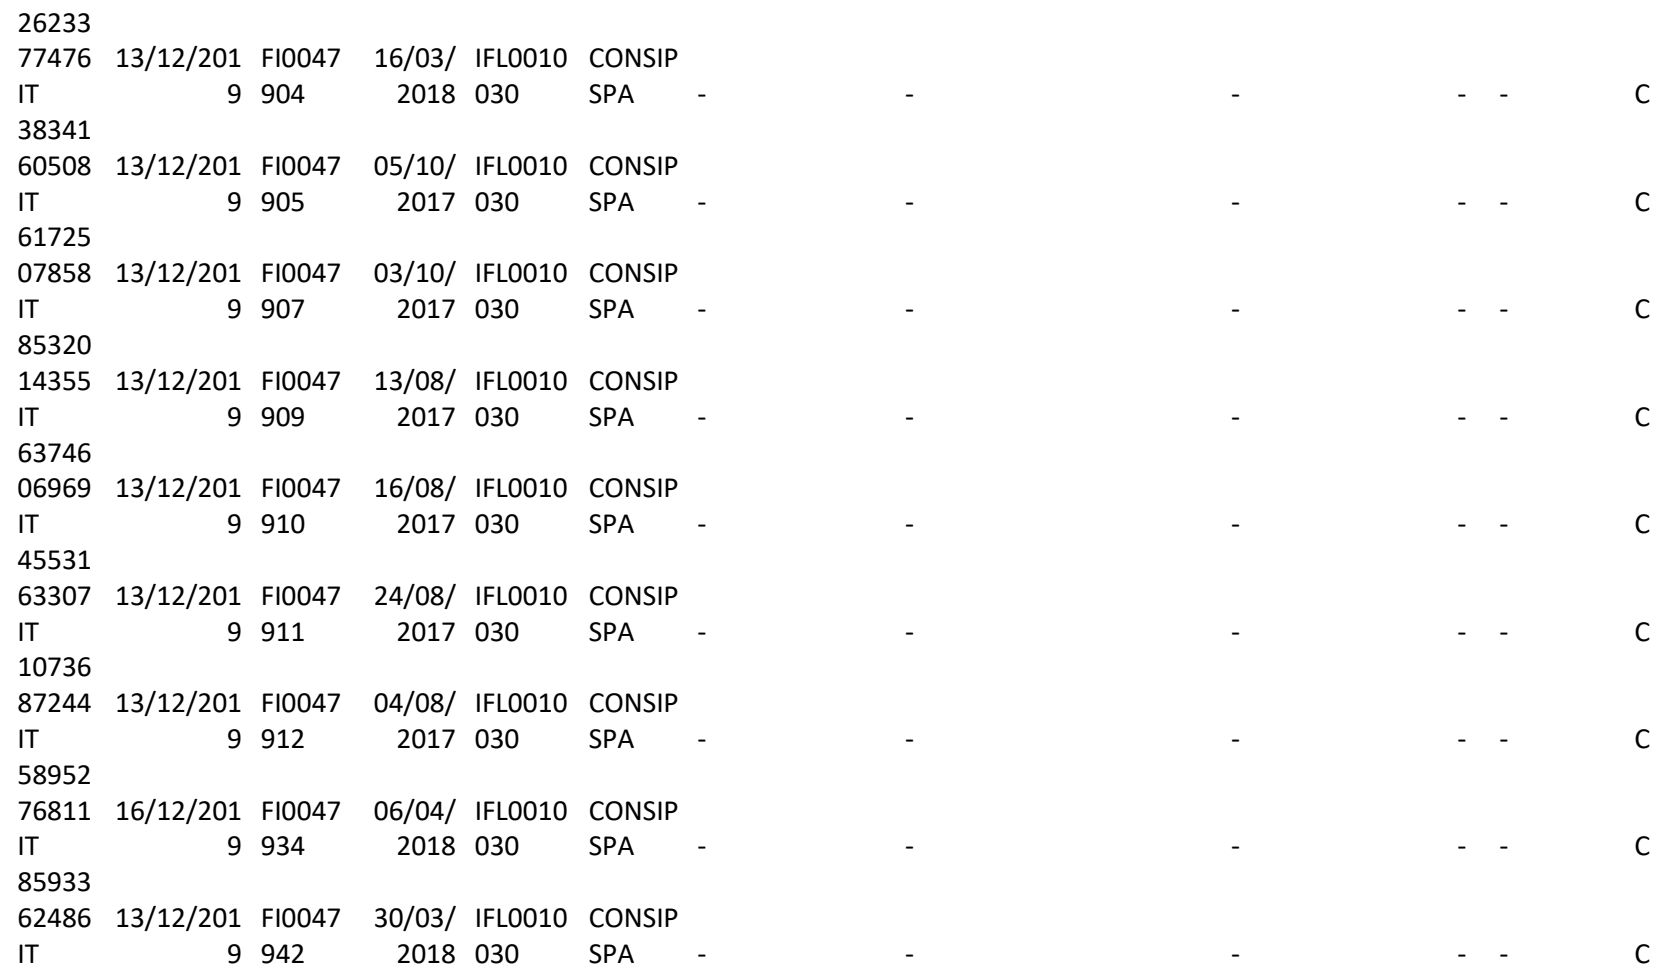 26233
77476 13/12/201 FI0047 16/03/ IFL0010 CONSIP
IT 9 904 2018 030 SPA - - - - - C
38341
60508 13/12/201 FI0047 05/10/ IFL0010 CONSIP
IT 9 905 2017 030 SPA - - - - - C
61725
07858 13/12/201 FI0047 03/10/ IFL0010 CONSIP
IT 9 907 2017 030 SPA - - - - - C
85320
14355 13/12/201 FI0047 13/08/ IFL0010 CONSIP
IT 9 909 2017 030 SPA - - - - - C
63746
06969 13/12/201 FI0047 16/08/ IFL0010 CONSIP
IT 9 910 2017 030 SPA - - - - - C
45531
63307 13/12/201 FI0047 24/08/ IFL0010 CONSIP
IT 9 911 2017 030 SPA - - - - - C
10736
87244 13/12/201 FI0047 04/08/ IFL0010 CONSIP
IT 9 912 2017 030 SPA - - - - - C
58952
76811 16/12/201 FI0047 06/04/ IFL0010 CONSIP
IT 9 934 2018 030 SPA - - - - - C
85933
62486 13/12/201 FI0047 30/03/ IFL0010 CONSIP
IT 9 942 2018 030 SPA - - - - - C